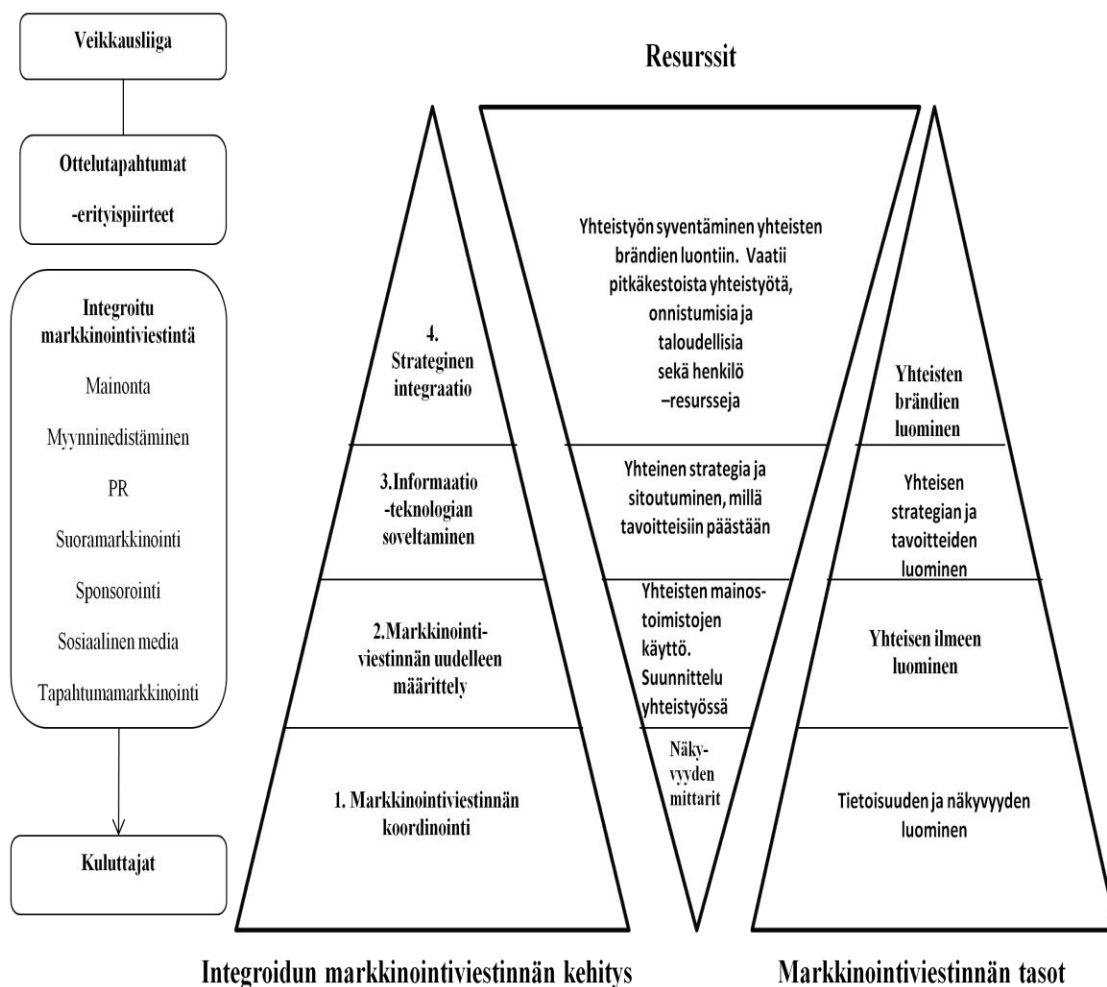 Veikkausliiga
Ottelutapahtumat
-erityispiirteet
Integroitu
markkinointiviestintä
Mainonta
Myynninedistäminen
PR
Suoramarkkinointi
Sponsorointi
Sosiaalinen media
Tapahtumamarkkinointi
Kuluttajat
4.
Strateginen
integraatio
3.Informaatio
-teknologian
soveltaminen
2.Markkinointi-
viestinnän uudelleen
määrittely
1. Markkinointiviestinnän
koordinointi
Integroidun markkinointiviestinnän kehitys
Resurssit
Yhteistyön syventäminen yhteisten
brändien luontiin.  Vaatii
pitkäkestoista yhteistyötä,
onnistumisia ja
taloudellisia
sekä henkilö
–resursseja
Yhteinen strategia ja
sitoutuminen, millä
tavoitteisiin päästään
Yhteisten mainos-
toimistojen
käyttö.
Suunnittelu
yhteistyössä
Näky-
vyyden
mittarit
Yhteisten
brändien
luominen
Yhteisen
strategian ja
tavoitteiden
luominen
Yhteisen ilmeen
luominen
Tietoisuuden ja näkyvyyden
luominen
Markkinointiviestinnän tasot